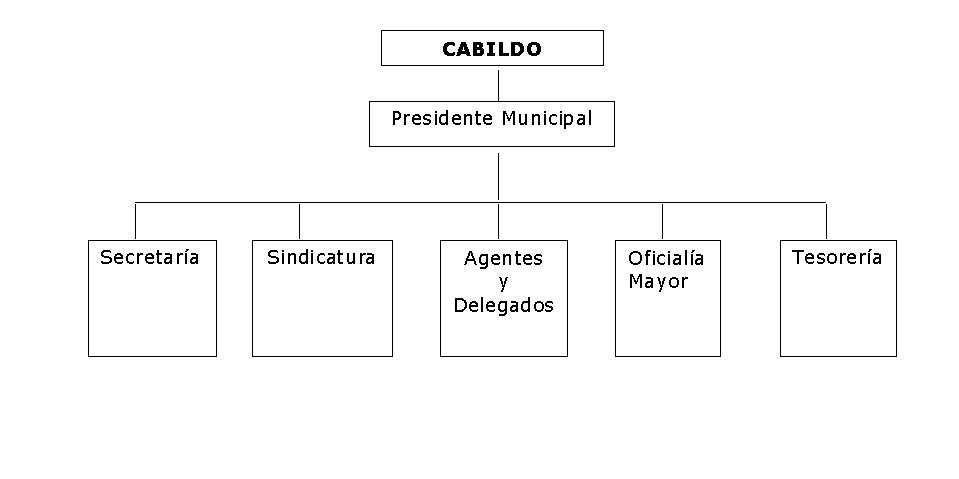 CABILDO
Presidente Municipal
Secretaría
Sindicatura
Agentes
y
Delegados
Oficialía
Mayor
Tesorería